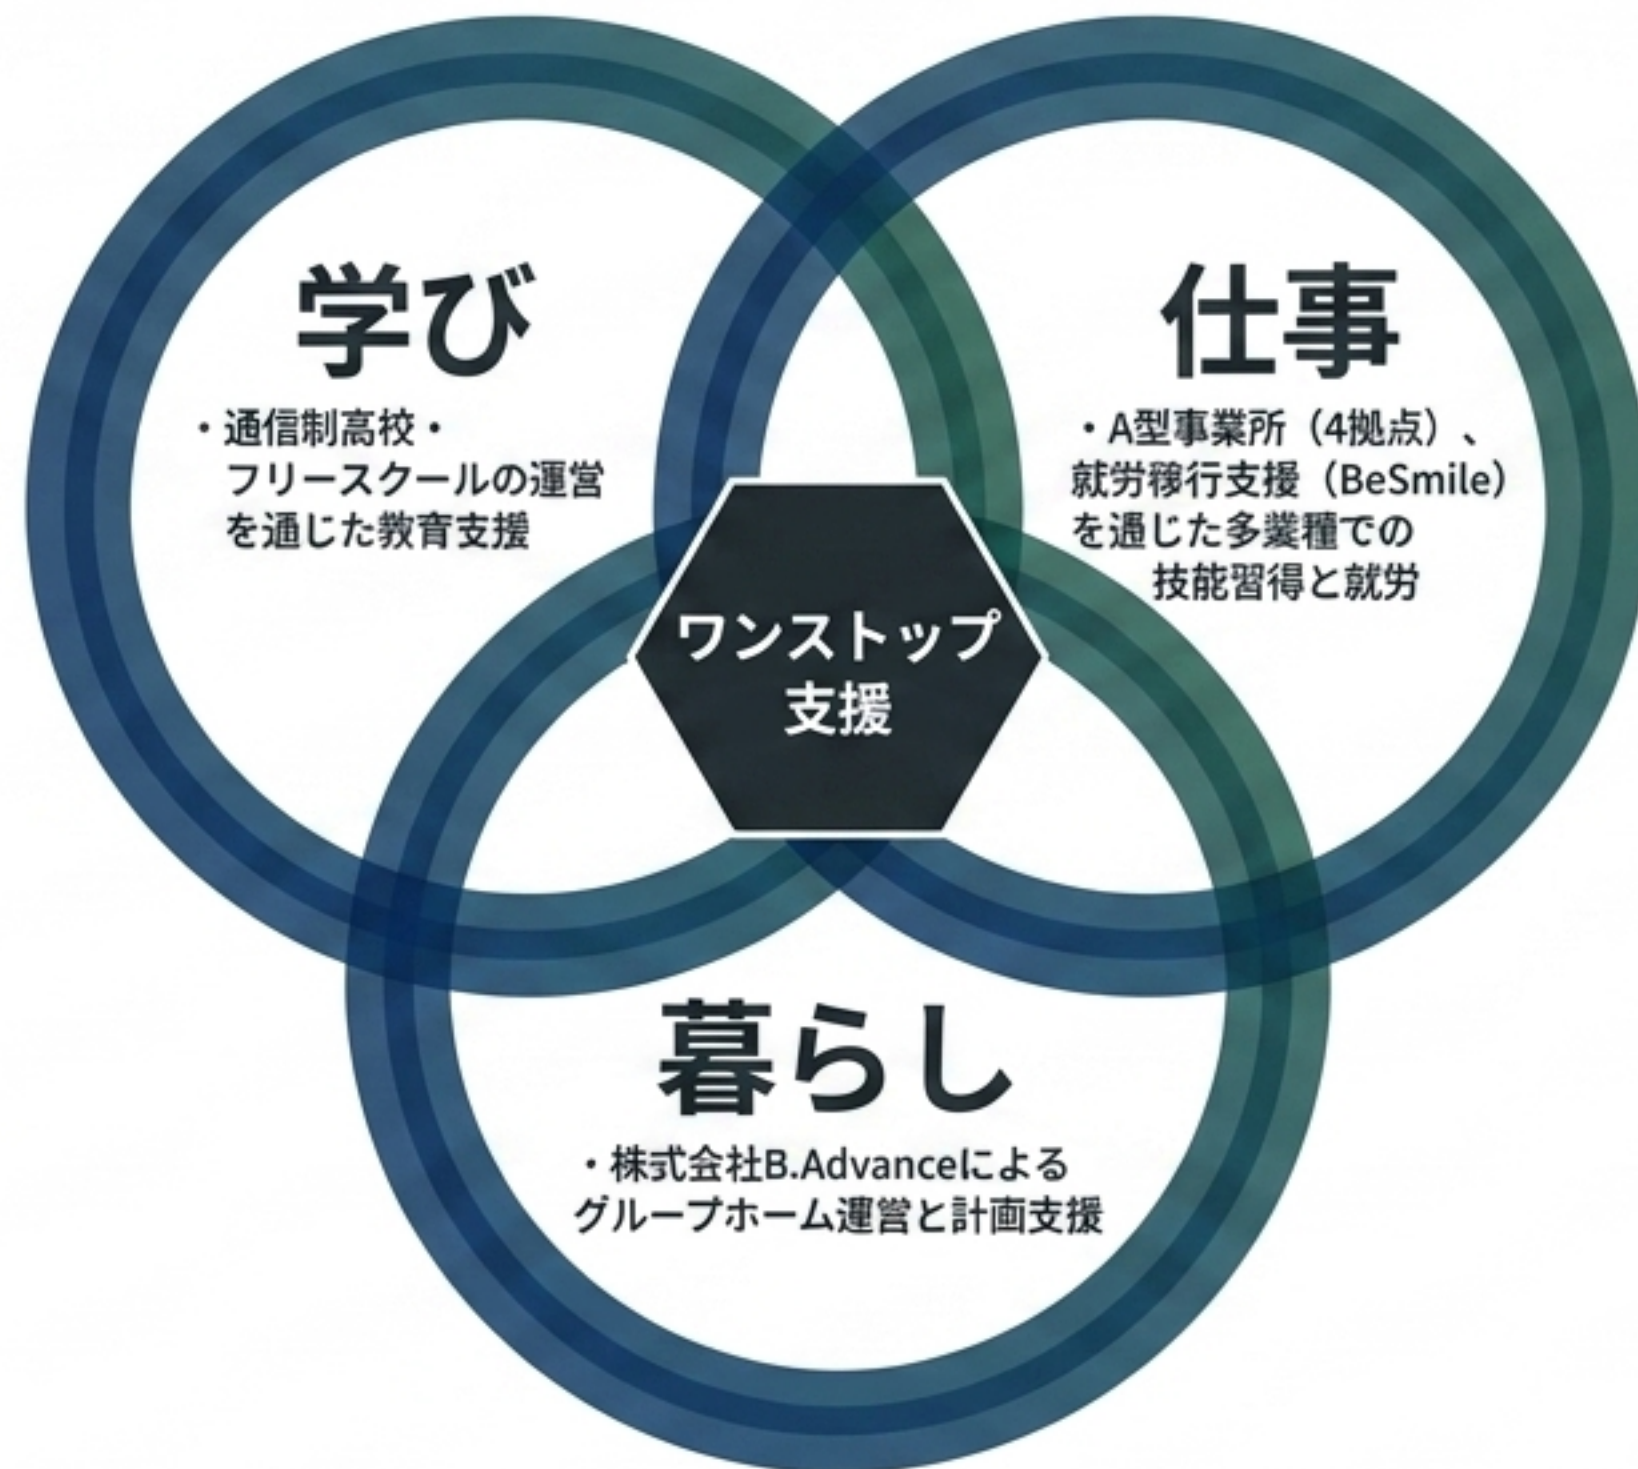 学び
・通信制高校・
フリースクールの運営
を通じた教育支援
仕事
・A型事業所（4拠点）、
就労移行支援（BeSmile）
を通じた多業種での
技能習得と就労
ワンストップ
支援
暮らし
・株式会社B.Advanceによる
グループホーム運営と計画支援